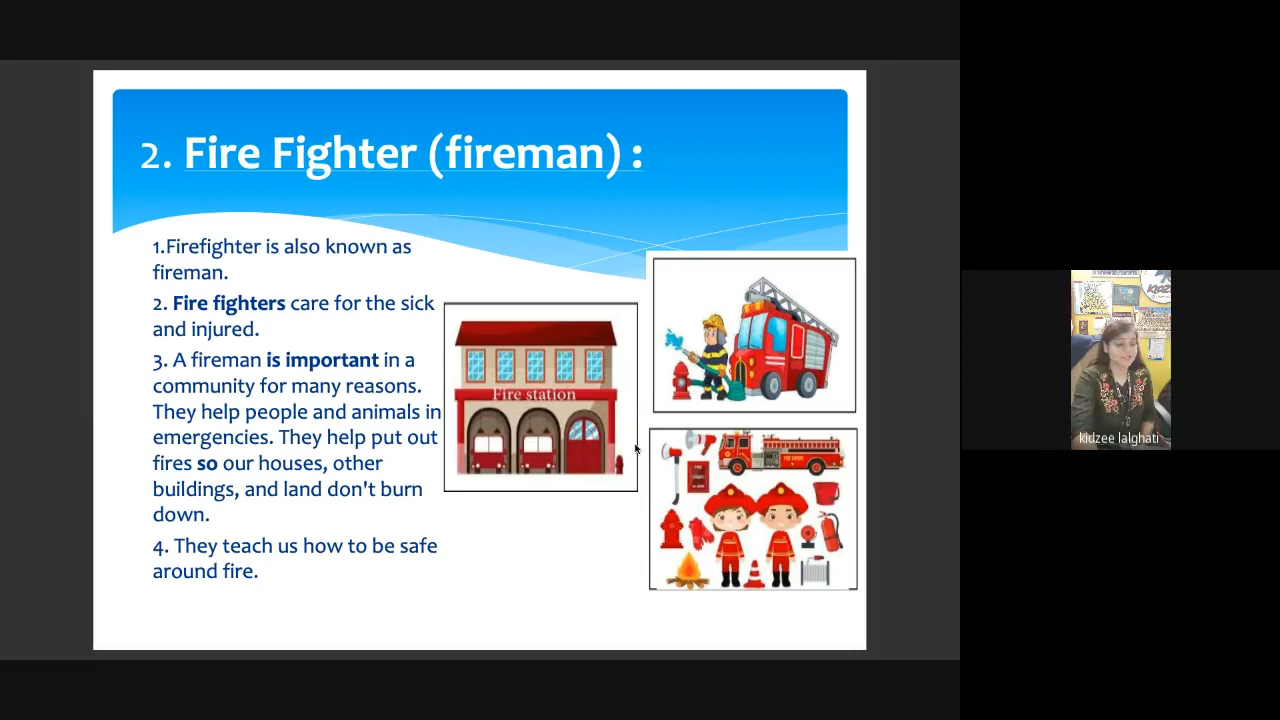 2. Fire Fighter (fireman) :
1.Firefighter is also known as
fireman.
2. Fire fighters care for the sick
and injured.
3. A fireman is important in a
community for many reasons.
They help people and animals in
emergencies. They help put out
fires so our houses, other
buildings, and land don't burn
down.
4. They teach us how to be safe
around fire.
Fire station
kidzee lalghati